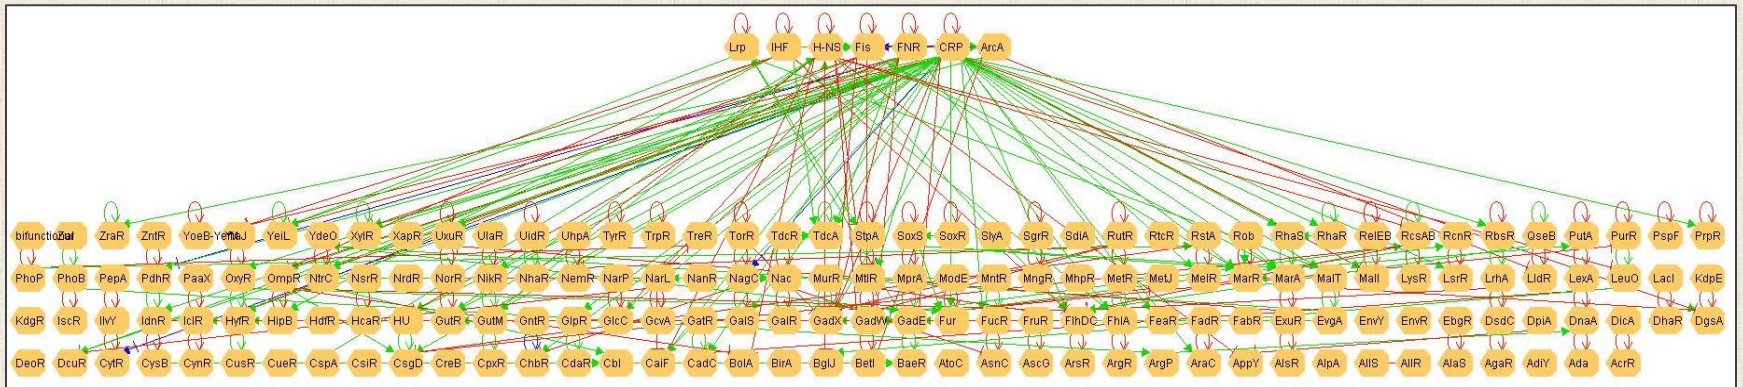 Lrp IHF H-NS Fis FNR CRP ArcA
bifunctional ZraR ZntR YoeB-YefM YeiL YdeO XylR XapR UxuR UlaR UidR UhpA TyrR TrpR TreR TorR TdcR TdcA StpA SoxS SoxR SlyA SgrR SdiA RutR RtcR RstA Rob RhaS RhaR RelEB RcsAB RcnR RbsR QseB PutA PurR PspF PrpR
PhoP PhoB PepA PdhR PaaX OxyR OmpR NtrC NsrR NrdR NorR NikR NhaR NemR NarP NarL NanR NagC Nac MurR MtlR MprA ModE MntR MngR MhpR MetR MetJ MelR MarR MarA MalT MalI LysR LsrR LrhA LldR LexA LeuO LacI KdpE
KdgR IscR IlvY IdnR IclR HyfR HipB HdfR HcaR HU GutR GutM GntR GlpR GlcC GcvA GatR GalS GalR GadX GadW GadE Fur FucR FruR FlhDC FhlA FeaR FadR FabR ExuR EvgA EnvY EnvR EbgR DsdC DpiA DnaA DicA DhaR DgsA
DeoR DcuR CytR CysB CynR CusR CueR CspA CsiR CsgD CreB CpxR ChbR CdaR Cbl CaiF CadC BolA BirA BglJ BetI BaeR AtoC AsnC AscG ArsR ArgR ArgP AraC AppY AlsR AlpA AllS AllR AlaS AgaR AdiY Ada AcrR